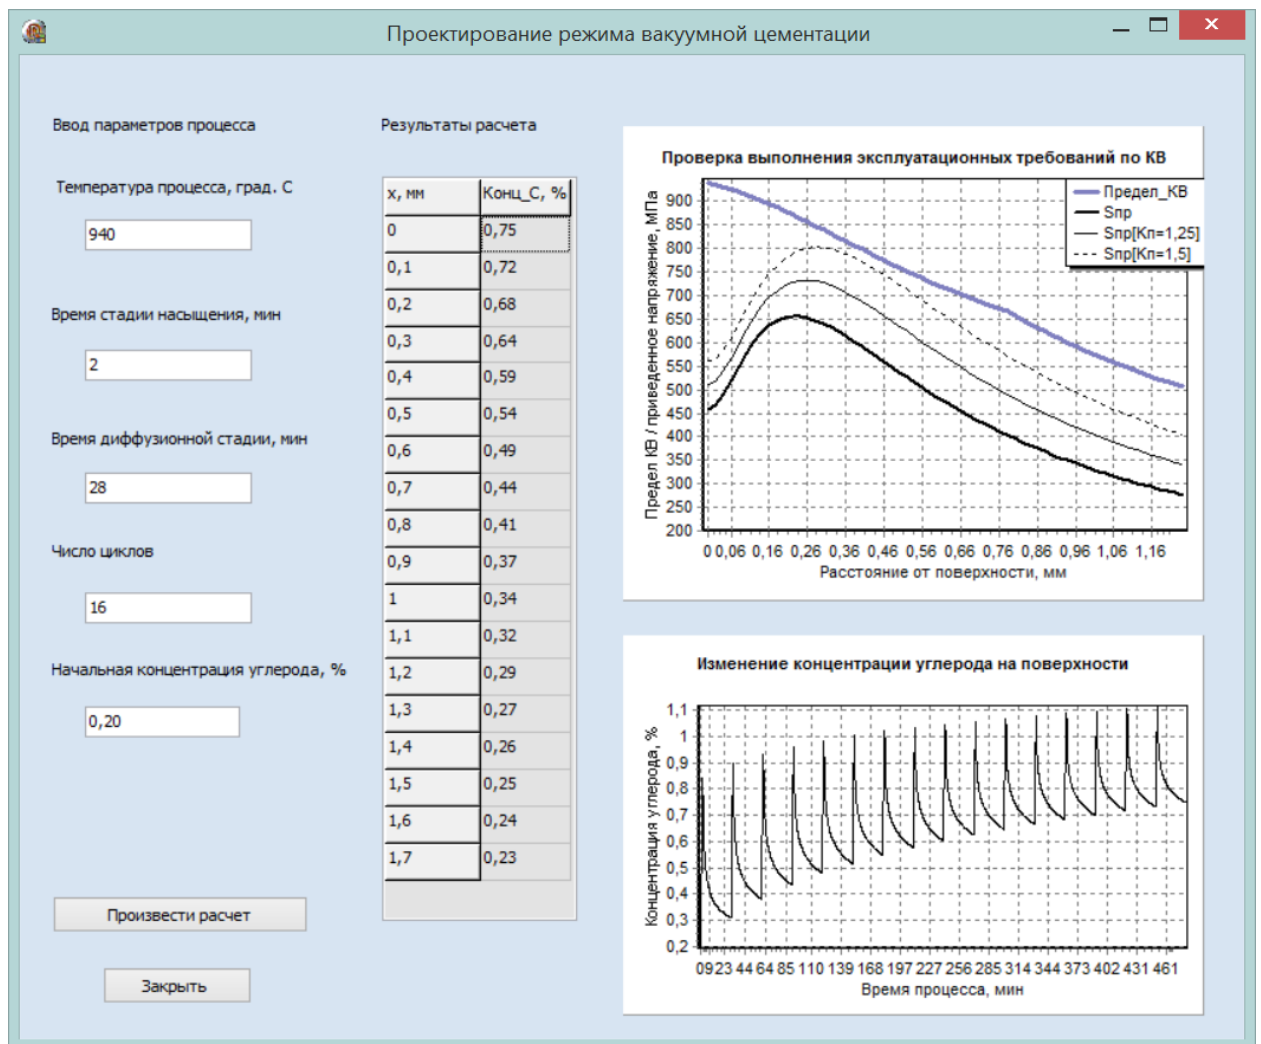 Проектирование режима вакуумной цементации
Ввод параметров процесса
Температура процесса, град. С
940
Время стадии насыщения, мин
2
Время диффузионной стадии, мин
28
Число циклов
16
Начальная концентрация углерода, %
0,20
Произвести расчет
Закрыть
Результаты расчета
х, мм Конц_С, %
0 0,75
0,1 0,72
0,2 0,68
0,3 0,64
0,4 0,59
0,5 0,54
0,6 0,49
0,7 0,44
0,8 0,41
0,9 0,37
1 0,34
1,1 0,32
1,2 0,29
1,3 0,27
1,4 0,26
1,5 0,25
1,6 0,24
1,7 0,23
Проверка выполнения эксплуатационных требований по КВ
Предел КВ / приведенное напряжение, МПа
900
850
800
750
700
650
600
550
500
450
400
350
300
250
200
Предел_КВ
Sпр
Sпр[Кп=1,25]
Sпр[Кп=1,5]
0 0,06 0,16 0,26 0,36 0,46 0,56 0,66 0,76 0,86 0,96 1,06 1,16
Расстояние от поверхности, мм
Изменение концентрации углерода на поверхности
Концентрация углерода, %
1,1
1
0,9
0,8
0,7
0,6
0,5
0,4
0,3
0,2
0 9 23 44 64 85 110 139 168 197 227 256 285 314 344 373 402 431 461
Время процесса, мин